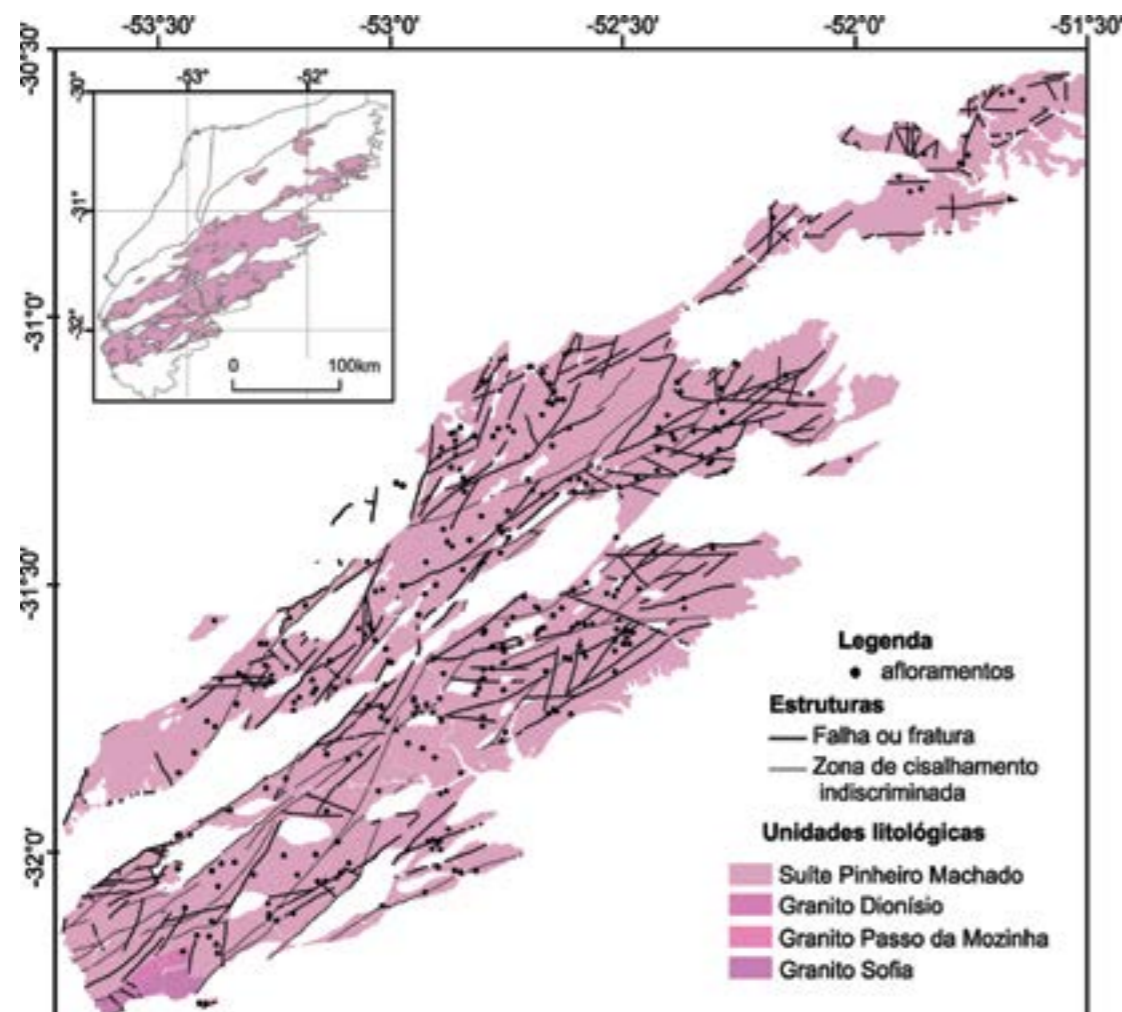 -53°30'
-53°0'
-52°30'
-52°0'
-51°30'
-30°30'
-31°0'
-31°30'
-32°0'
-53°
-52°
-30°
-31°
-32°
0 100km
Legenda
afloramentos
Estruturas
Falha ou fratura
Zona de cisalhamento
indiscriminada
Unidades litológicas
Suíte Pinheiro Machado
Granito Dionísio
Granito Passo da Mozinha
Granito Sofia